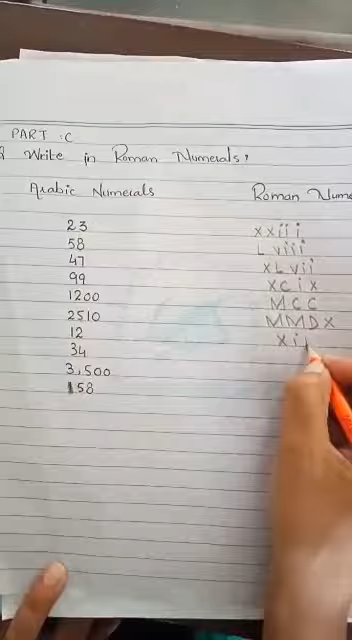 PART :C
Write in Roman Numerals:
Arabic Numerals Roman Nume
23 xxiii
58 Lviii
47 xLvii
99 xcix
1200 MCC
2510 MMDX
12 xii
34
3,500
158